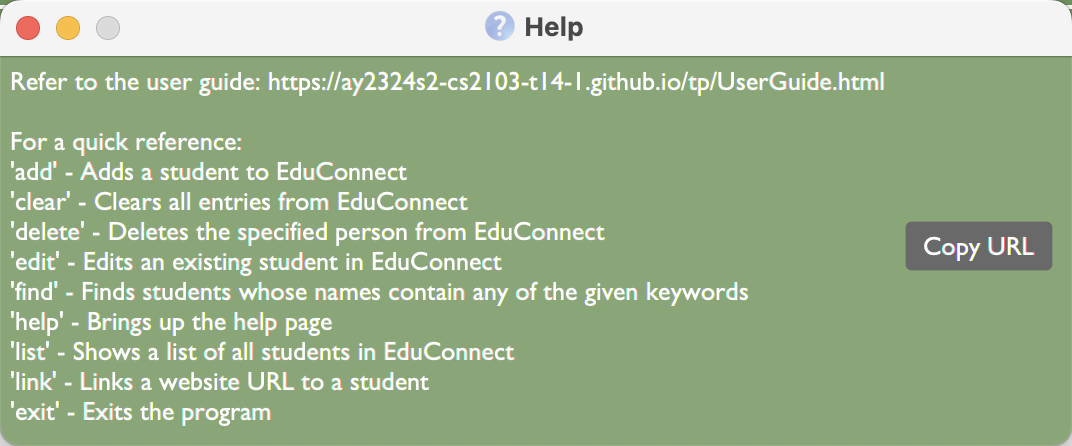 Help
Refer to the user guide: https://ay2324s2-cs2103-t14-1.github.io/tp/UserGuide.html
For a quick reference:
'add' - Adds a student to EduConnect
'clear' - Clears all entries from EduConnect
'delete' - Deletes the specified person from EduConnect
'edit' - Edits an existing student in EduConnect
'find' - Finds students whose names contain any of the given keywords
'help' - Brings up the help page
'list' - Shows a list of all students in EduConnect
'link' - Links a website URL to a student
'exit' - Exits the program
Copy URL